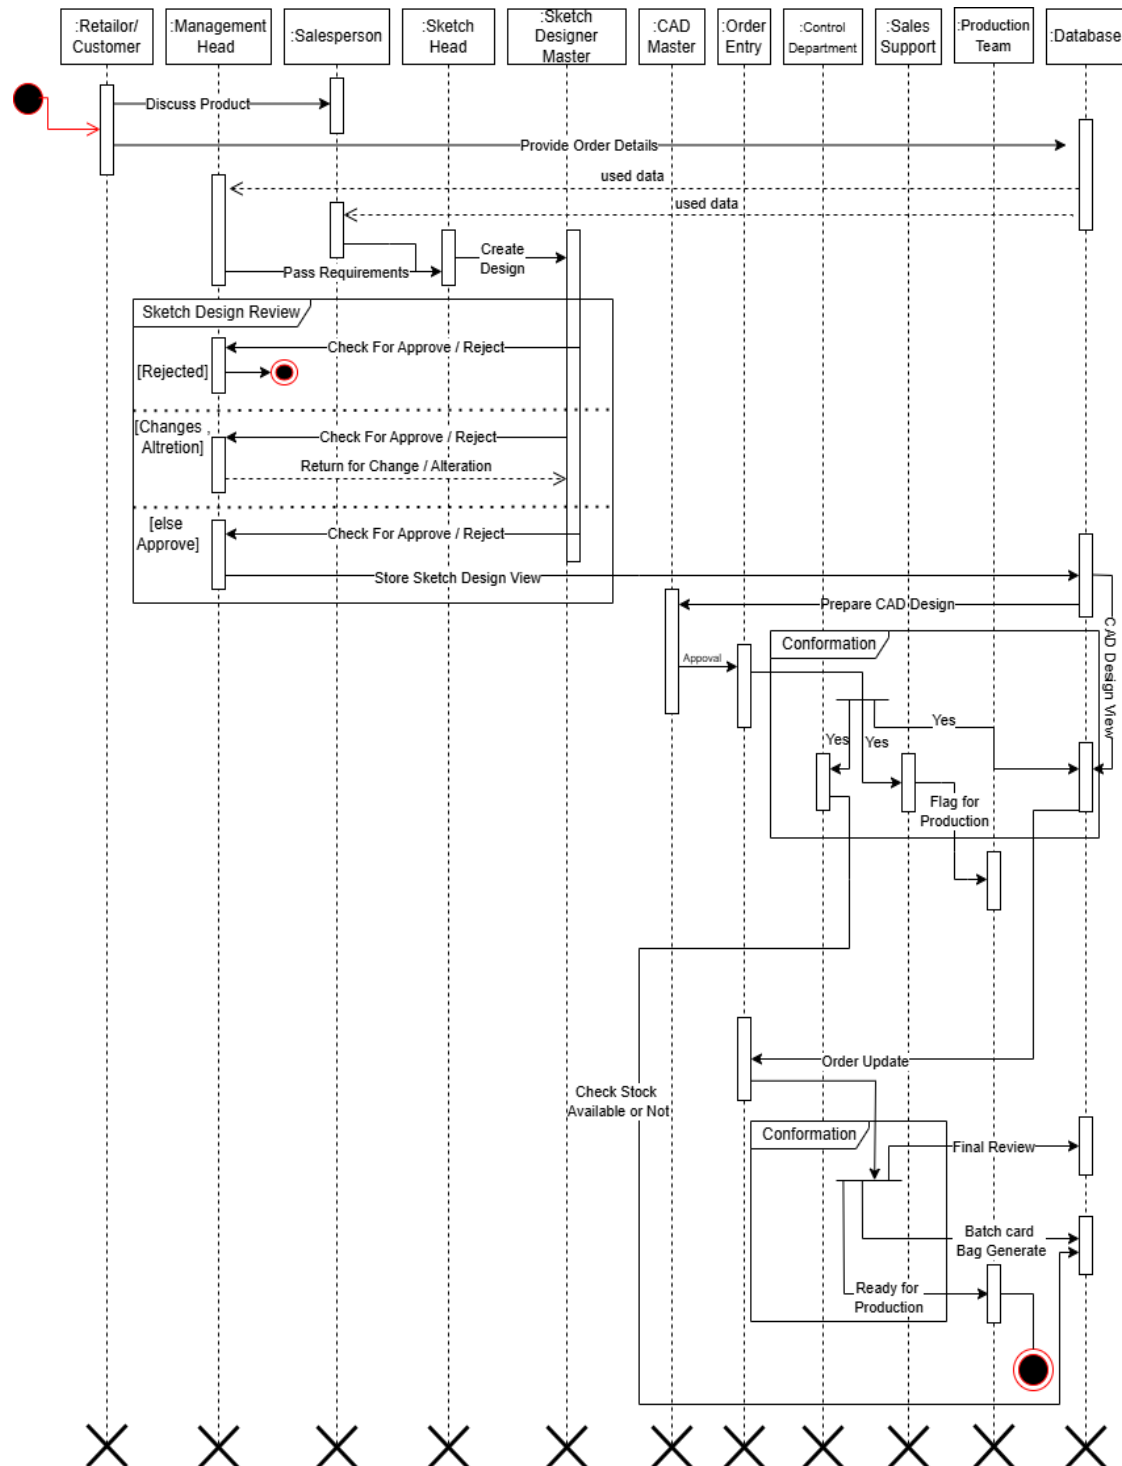 :Retailor/
Customer
:Management
Head
:Salesperson
:Sketch
Head
:Sketch
Designer
Master
:CAD
Master
:Order
Entry
:Control
Department
:Sales
Support
:Production
Team
:Database
Discuss Product
Provide Order Details
used data
used data
Create
Design
Pass Requirements
Sketch Design Review
Check For Approve / Reject
[Rejected]
[Changes ,
Altretion]
Check For Approve / Reject
Return for Change / Alteration
[else
Approve]
Check For Approve / Reject
Store Sketch Design View
Prepare CAD Design
CAD Design View
Conformation
Appoval
Yes
Yes
Yes
Flag for
Production
Order Update
Check Stock
Available or Not
Conformation
Final Review
Batch card
Bag Generate
Ready for
Production